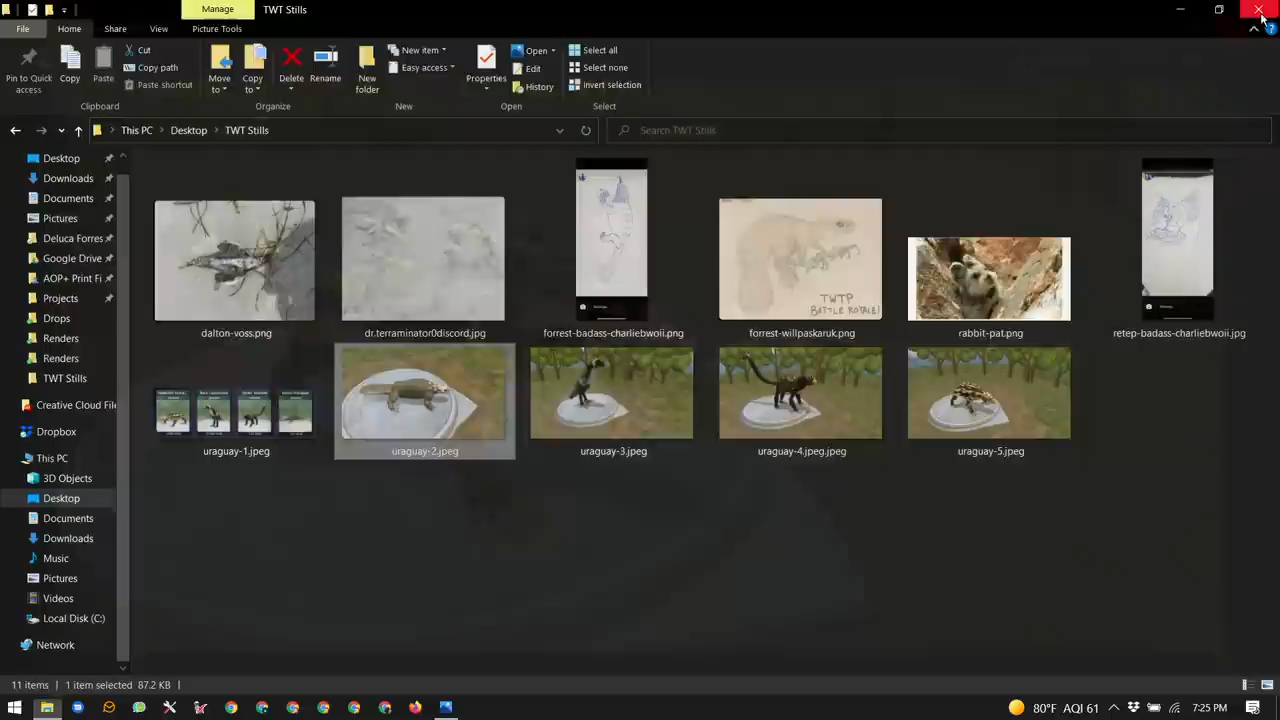 Manage
TWT Stills
File
Home
Share
View
Picture Tools
Pin to Quick access
Copy
Paste
Cut
Copy path
Paste shortcut
Clipboard
Move to
Copy to
Delete
Rename
Organize
New folder
New item
Easy access
New
Properties
Open
Edit
History
Open
Select all
Select none
Invert selection
Select
This PC
Desktop
TWT Stills
Search TWT Stills
Desktop
Downloads
Documents
Pictures
Deluca Forres
Google Drive
AOP+ Print Fi
Projects
Drops
Renders
Renders
TWT Stills
Creative Cloud File
Dropbox
This PC
3D Objects
Desktop
Documents
Downloads
Music
Pictures
Videos
Local Disk (C:)
Network
TWTP
BATTLE ROYALE!
dalton-voss.png
dr.terraminator0discord.jpg
forrest-badass-charliebwoii.png
forrest-willpaskaruk.png
rabbit-pat.png
retep-badass-charliebwoii.jpg
uraguay-1.jpeg
uraguay-2.jpeg
uraguay-3.jpeg
uraguay-4.jpeg.jpeg
uraguay-5.jpeg
11 items
1 item selected 87.2 KB
80°F AQI 61
7:25 PM